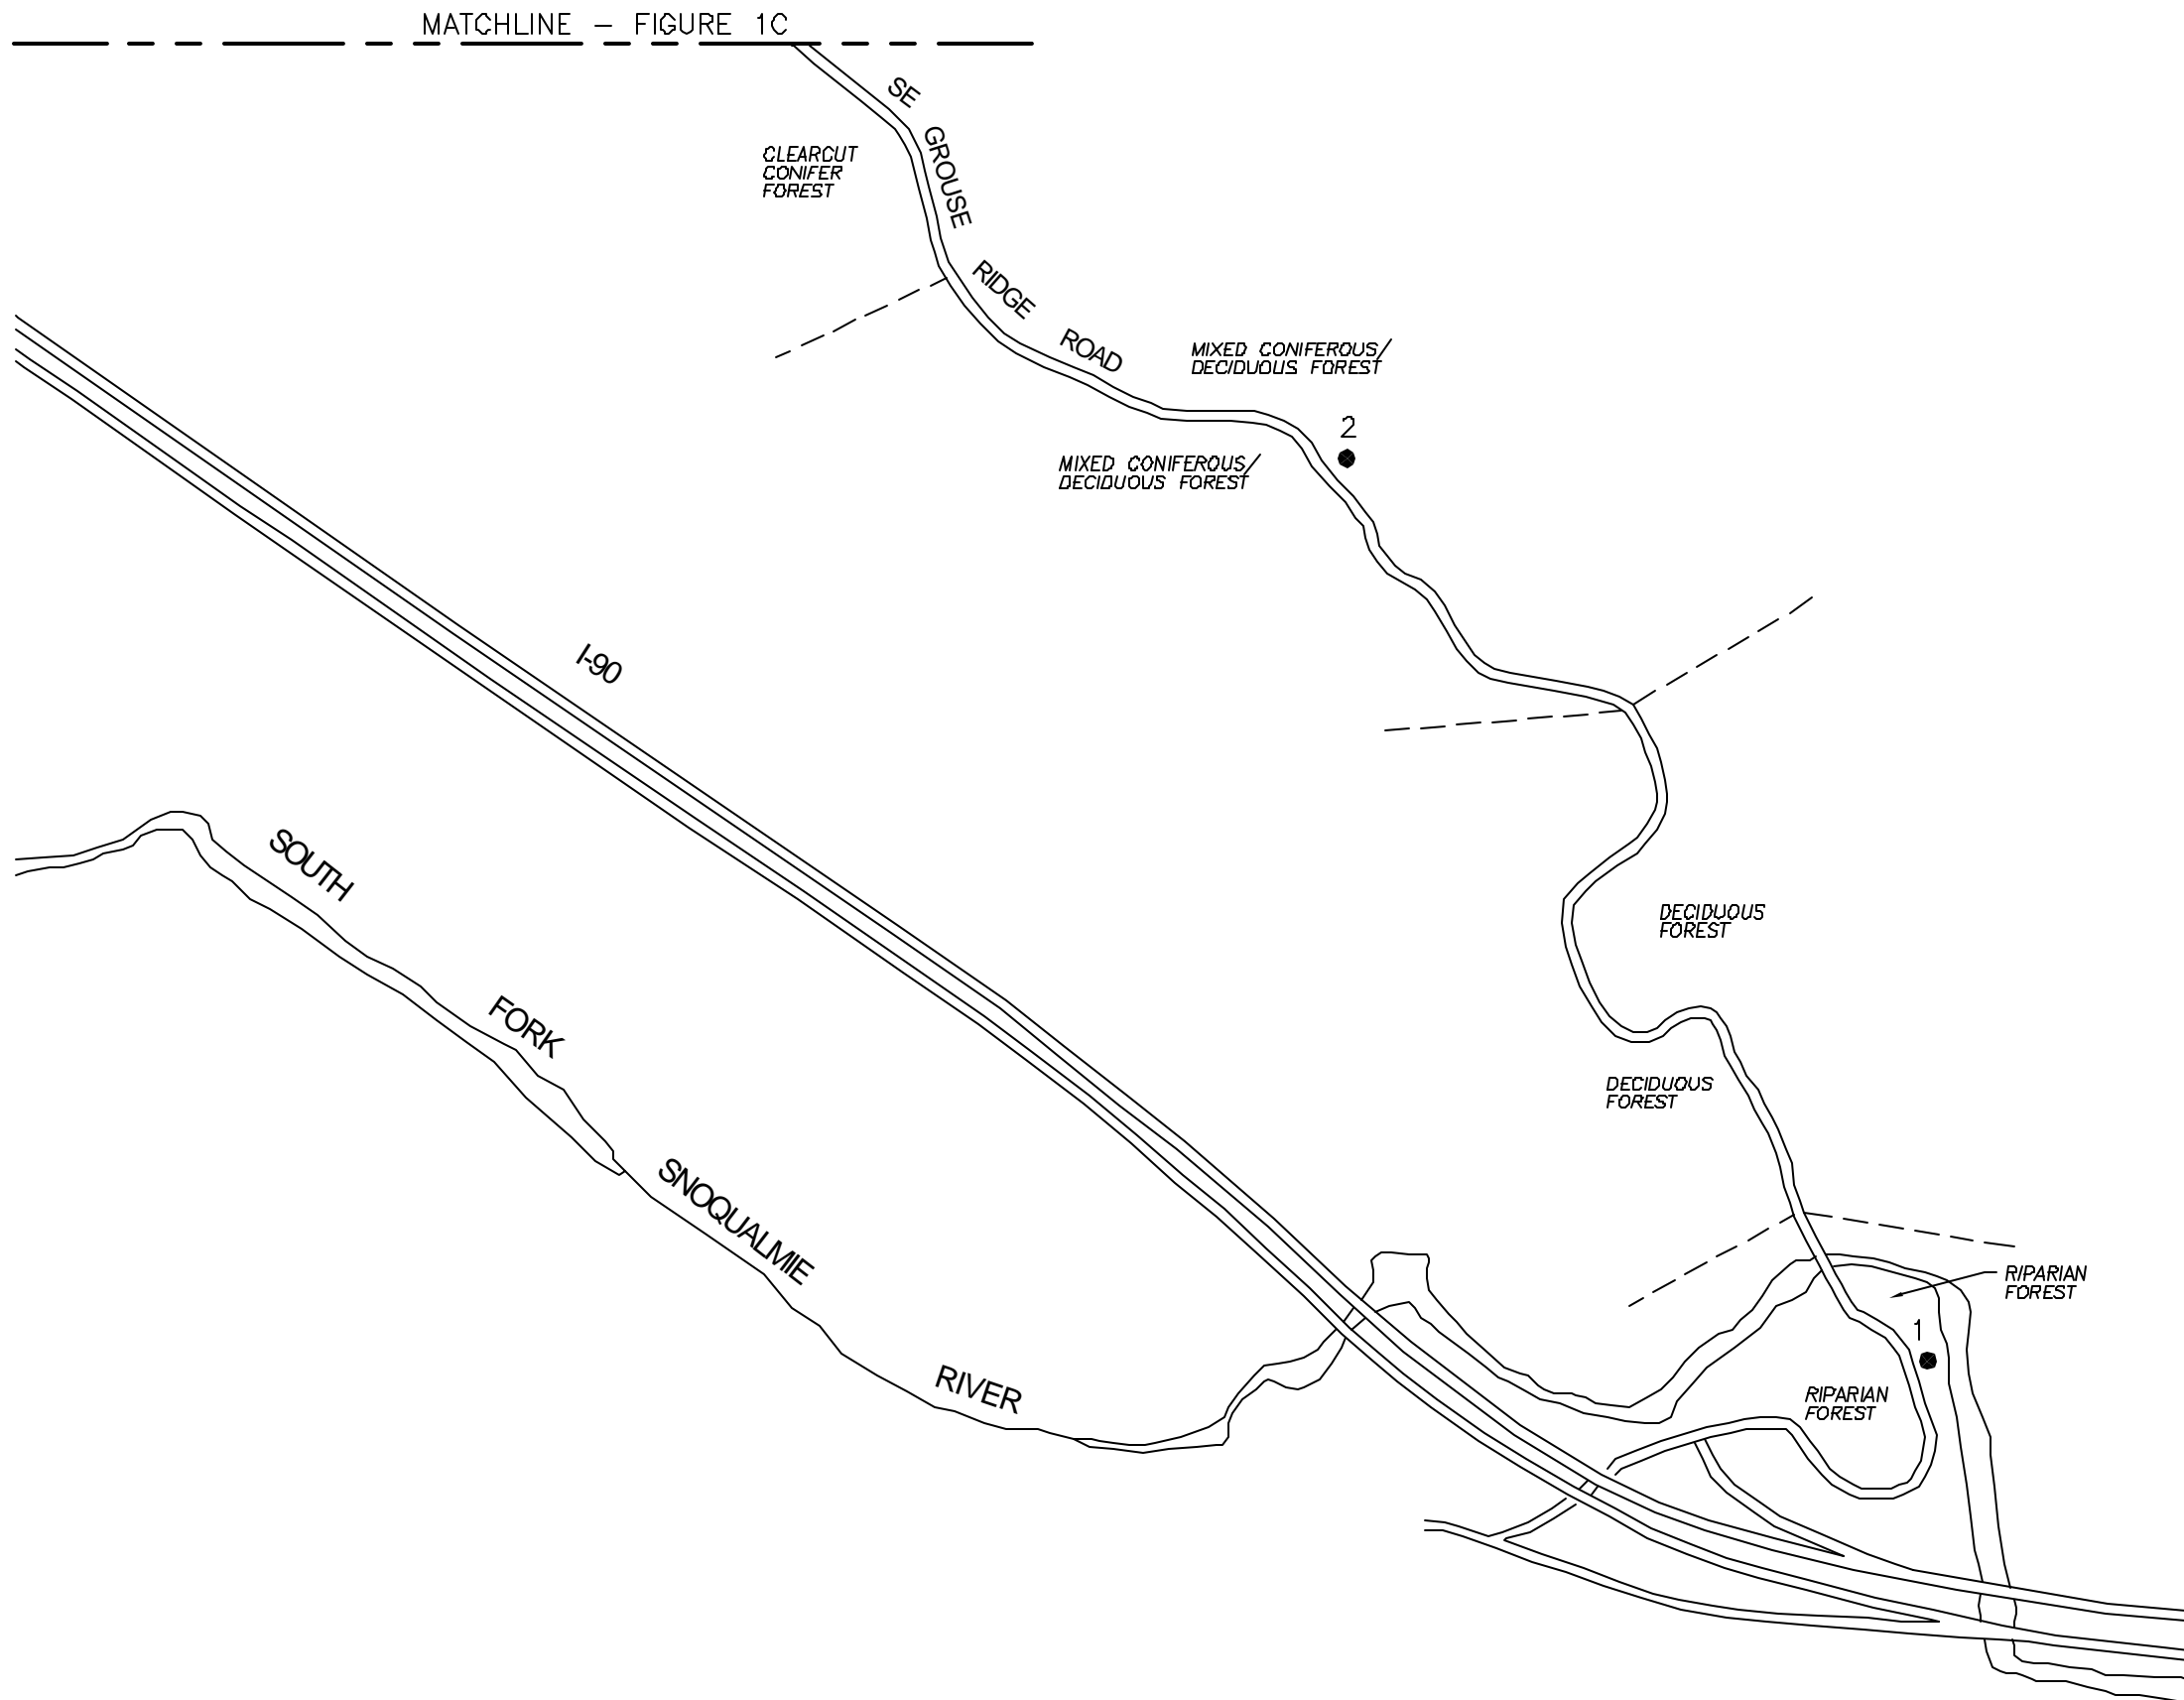 MATCHLINE – FIGURE 1C
SE GROUSE RIDGE ROAD
CLEARCUT
CONIFER
FOREST
MIXED CONIFEROUS/
DECIDUOUS FOREST
2
MIXED CONIFEROUS/
DECIDUOUS FOREST
I-90
SOUTH FORK SNOQUALMIE RIVER
DECIDUOUS
FOREST
DECIDUOUS
FOREST
RIPARIAN
FOREST
1
RIPARIAN
FOREST